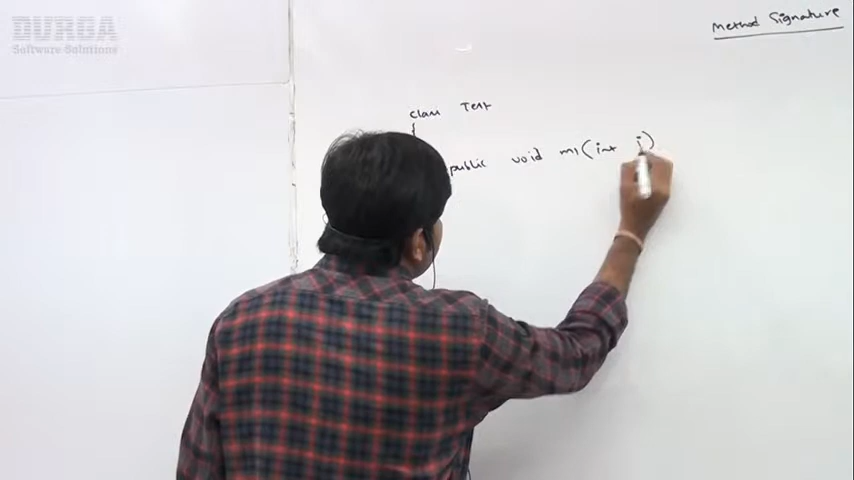 DURGA
Software Solutions
Method Signature
class Test
{
public void m1(int i)